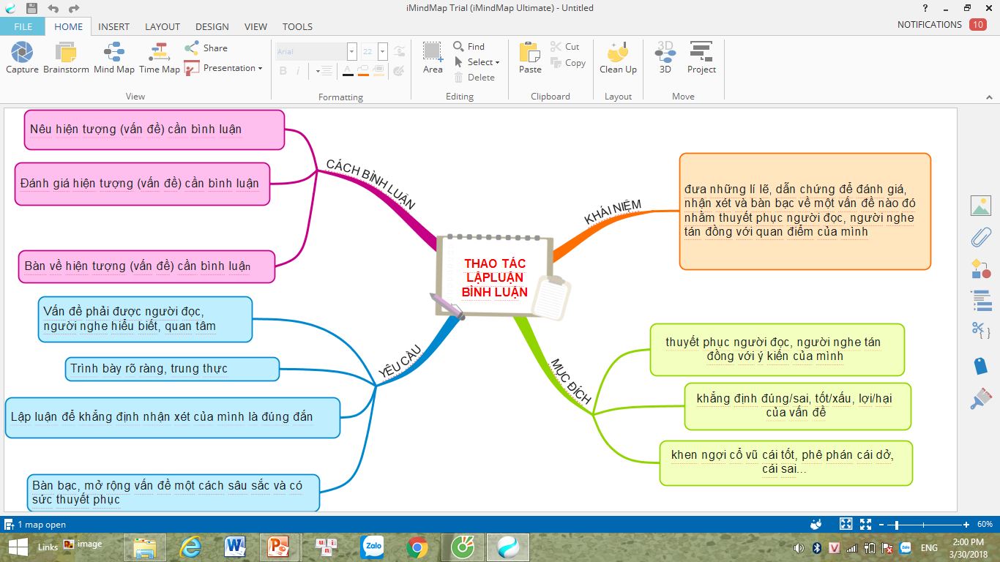 iMindMap Trial (iMindMap Ultimate) - Untitled
FILE HOME INSERT LAYOUT DESIGN VIEW TOOLS
NOTIFICATIONS 10
Capture Brainstorm Mind Map Time Map
Share
Presentation
View
Arial 22
B i
A
Formatting
Area
Find
Select
Delete
Editing
Paste
Cut
Copy
Clipboard
Clean Up
Layout
3D
3D
Project
Move
Nêu hiện tượng (vấn đề) cần bình luận
Đánh giá hiện tượng (vấn đề) cần bình luận
Bàn về hiện tượng (vấn đề) cần bình luận
CÁCH BÌNH LUẬN
KHÁI NIỆM
đưa những lí lẽ, dẫn chứng để đánh giá,
nhận xét và bàn bạc về một vấn đề nào đó
nhằm thuyết phục người đọc, người nghe
tán đồng với quan điểm của mình
THAO TÁC
LẬPLUẬN
BÌNH LUẬN
Vấn đề phải được người đọc,
người nghe hiểu biết, quan tâm
Trình bày rõ ràng, trung thực
Lập luận để khẳng định nhận xét của mình là đúng đắn
Bàn bạc, mở rộng vấn đề một cách sâu sắc và có
sức thuyết phục
YÊU CẦU
MỤC ĐÍCH
thuyết phục người đọc, người nghe tán
đồng với ý kiến của mình
khẳng định đúng/sai, tốt/xấu, lợi/hại
của vấn đề
khen ngợi cổ vũ cái tốt, phê phán cái dở,
cái sai...
1 map open
60%
Links image
u n i
Zalo
V
Zalo
ENG
2:00 PM
3/30/2018